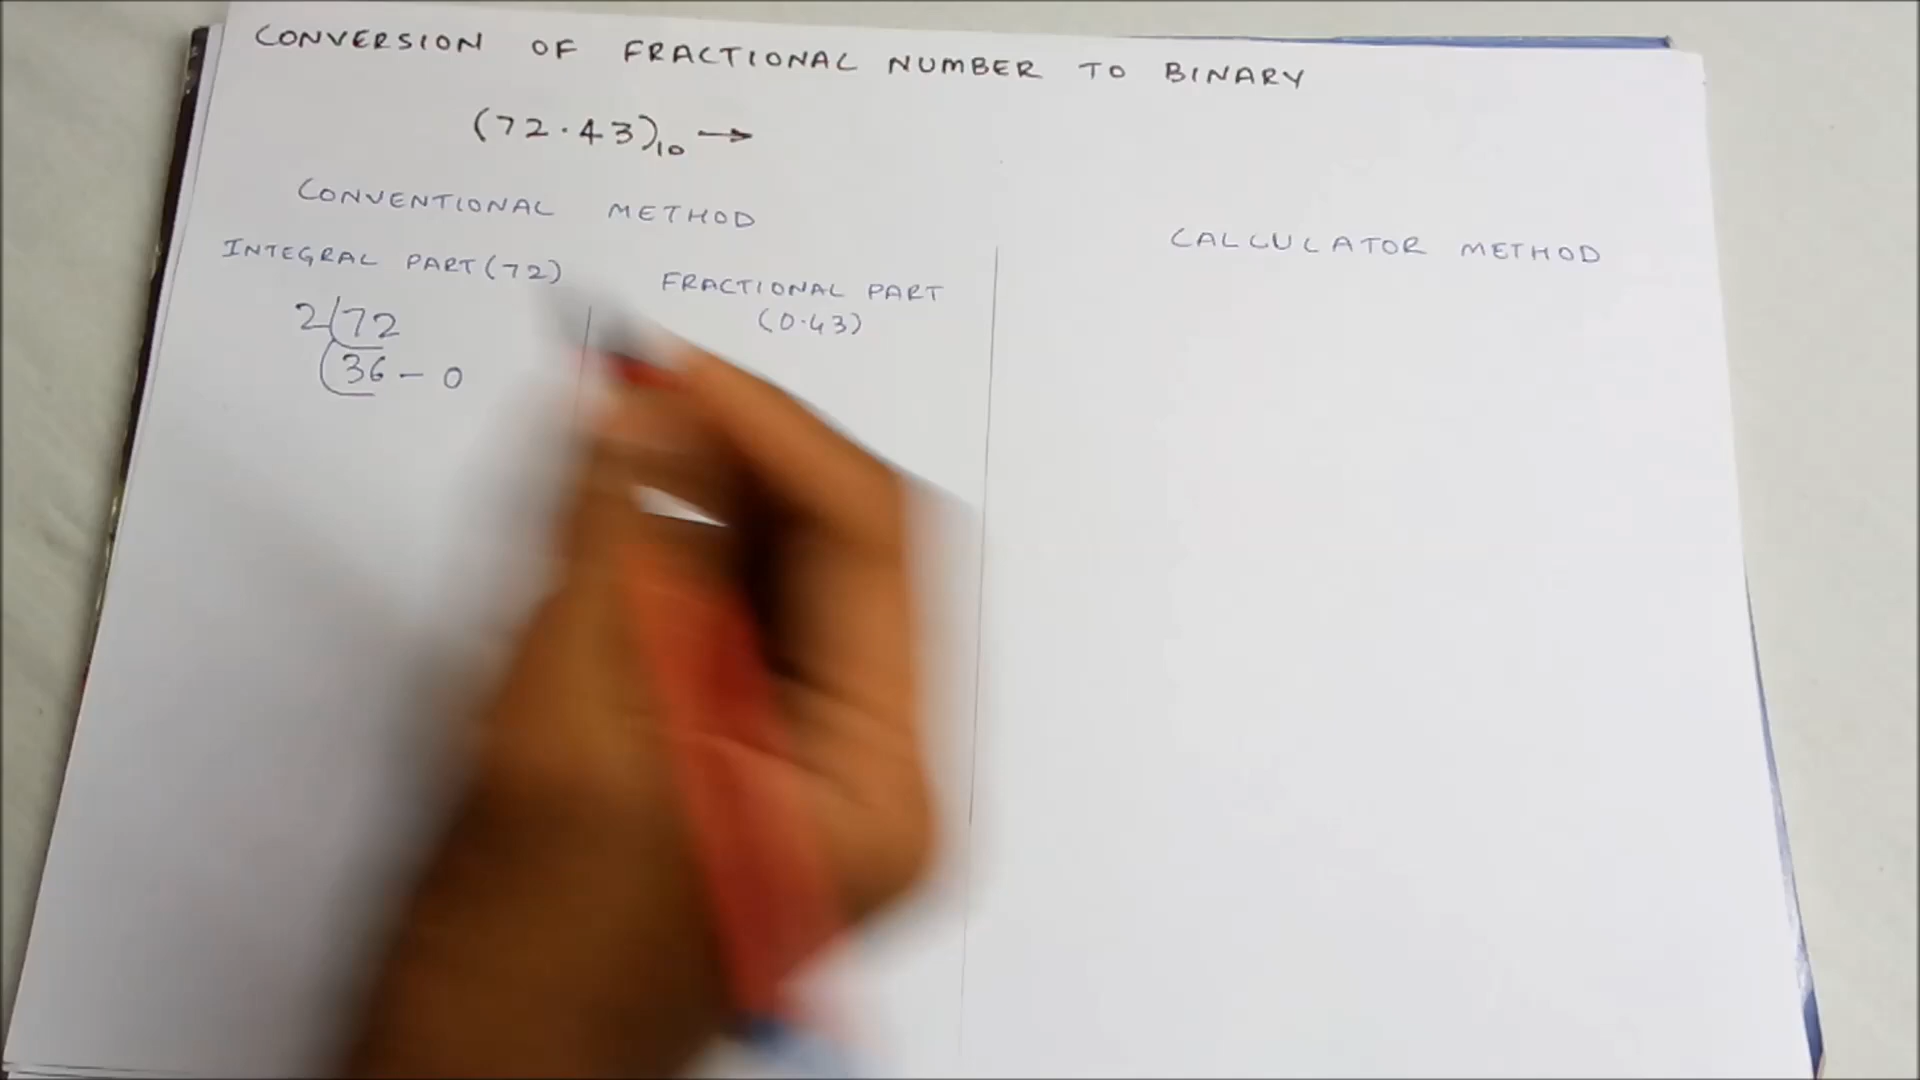 CONVERSION OF FRACTIONAL NUMBER TO BINARY
(72.43)10 →
CONVENTIONAL METHOD
CALCULATOR METHOD
INTEGRAL PART (72)
2 72
36 - 0
FRACTIONAL PART
(0.43)